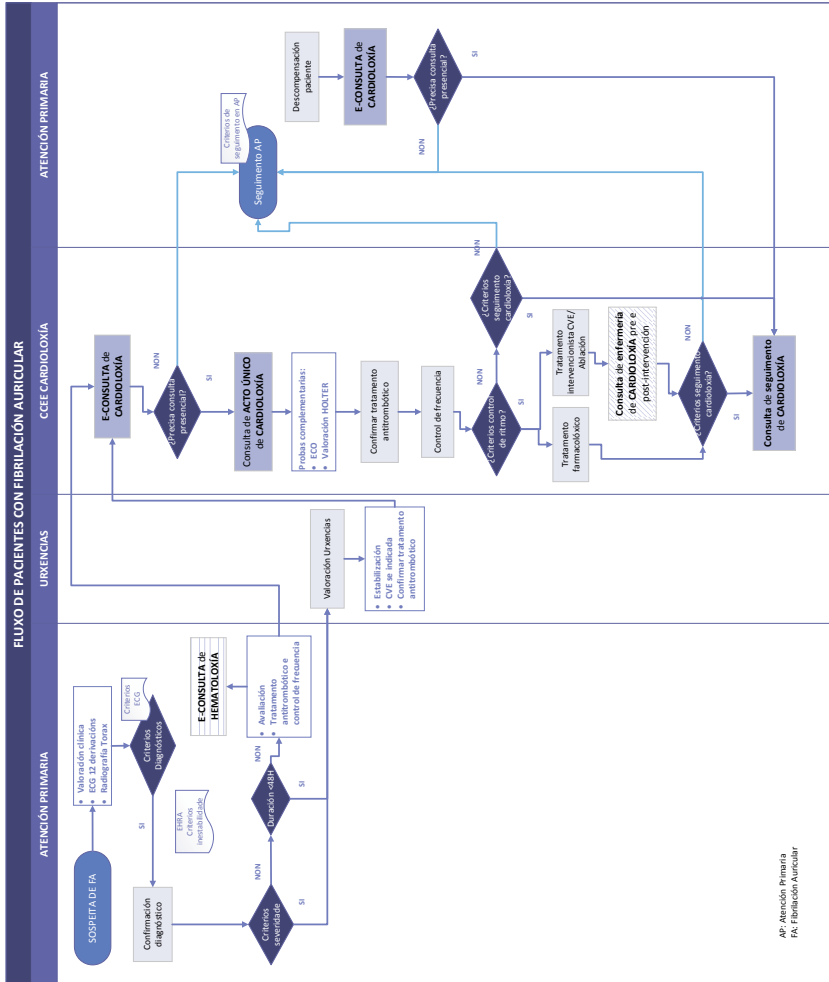 FLUXO DE PACIENTES CON FIBRILACIÓN AURICULAR
ATENCIÓN PRIMARIA
URXENCIAS
CCEE CARDIOLOXÍA
ATENCIÓN PRIMARIA
SOSPEITA DE FA
• Valoración clínica
• ECG 12 derivacións
• Radiografía Torax
Criterios
ECG
Criterios
Diagnósticos
SI
Confirmación
diagnóstico
EHRA
Criterios
inestabilidade
Criterios
severidade
NON
SI
Duración <48H
NON
SI
E-CONSULTA de
HEMATOLOXÍA
• Avaliación
• Tratamento
antitrombótico e
control de frecuencia
Valoración Urxencias
• Estabilización
• CVE se indicada
• Confirmar tratamento
antitrombótico
E-CONSULTA de
CARDIOLOXÍA
¿Precisa consulta
presencial?
NON
SI
Consulta de ACTO ÚNICO
de CARDIOLOXÍA
Probas complementarias:
• ECO
• Valoración HOLTER
Confirmar tratamento
antitrombótico
Control de frecuencia
¿Criterios control
de ritmo?
NON
SI
¿Criterios
seguimento
cardioloxía?
NON
SI
Tratamento
farmacolóxico
Tratamento
intervencionista CVE/
Ablación
Consulta de enfermería
de CARDIOLOXÍA pre e
post-intervención
¿Criterios seguimento
cardioloxía?
NON
SI
Consulta de seguimento
de CARDIOLOXÍA
Criterios de
seguimento en AP
Seguimento AP
Descompensación
paciente
E-CONSULTA de
CARDIOLOXÍA
¿Precisa consulta
presencial?
NON
SI
AP: Atención Primaria
FA: Fibrilación Auricular